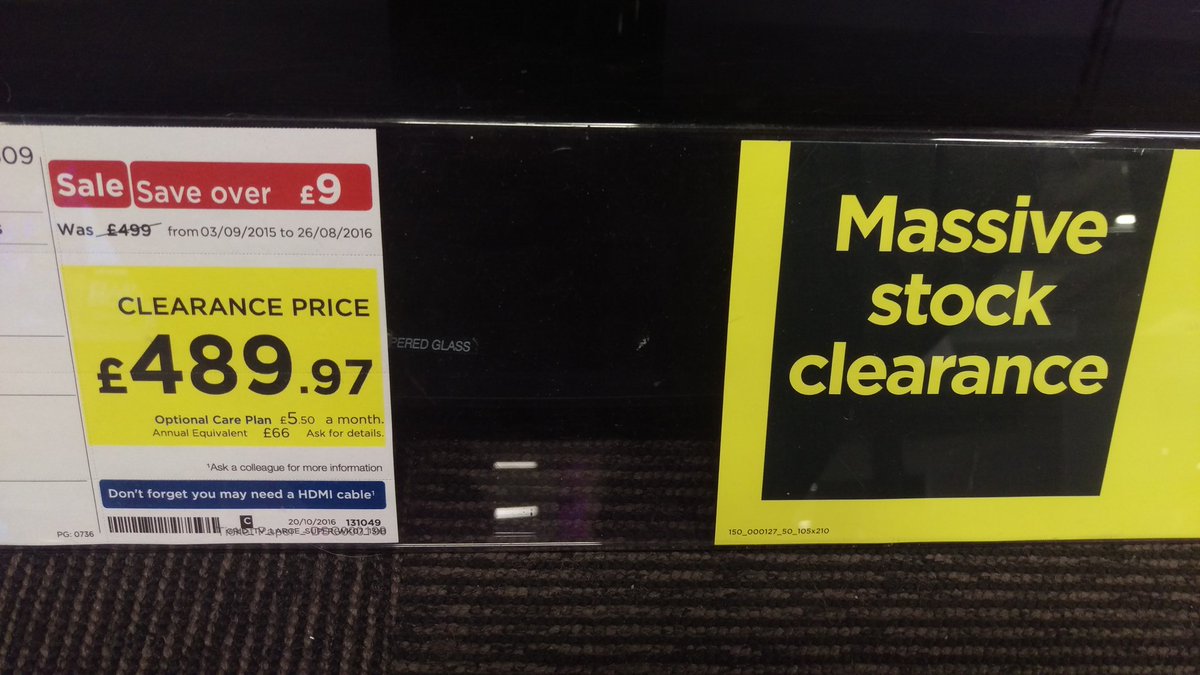 309
Sale Save over £9
Was £499 from 03/09/2015 to 26/08/2016
CLEARANCE PRICE
£489.97
Optional Care Plan £5.50 a month.
Annual Equivalent £66 Ask for details.
¹Ask a colleague for more information
Don't forget you may need a HDMI cable¹
C
20/10/2016 131049
PG: 0736
PERED GLASS
Massive
stock
clearance
150_000127_50_105x210